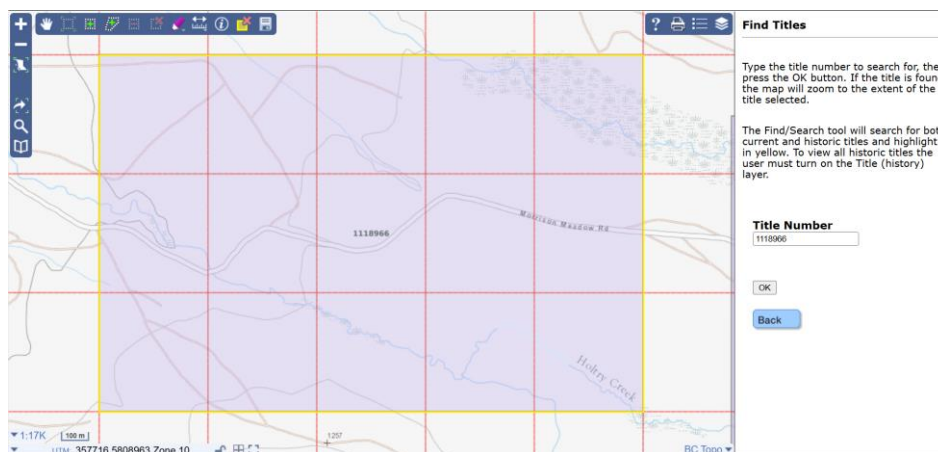 Find Titles
Type the title number to search for, the
press the OK button. If the title is foun
the map will zoom to the extent of the
title selected.
The Find/Search tool will search for bot
current and historic titles and highlight
in yellow. To view all historic titles the
user must turn on the Title (history)
layer.
Title Number
1118966
OK
Back
1118966
Morrison Meadow Rd
Holtry Creek
1257
1:17K
100 m
UTM 357716 5808963 Zone 10
BC Topo